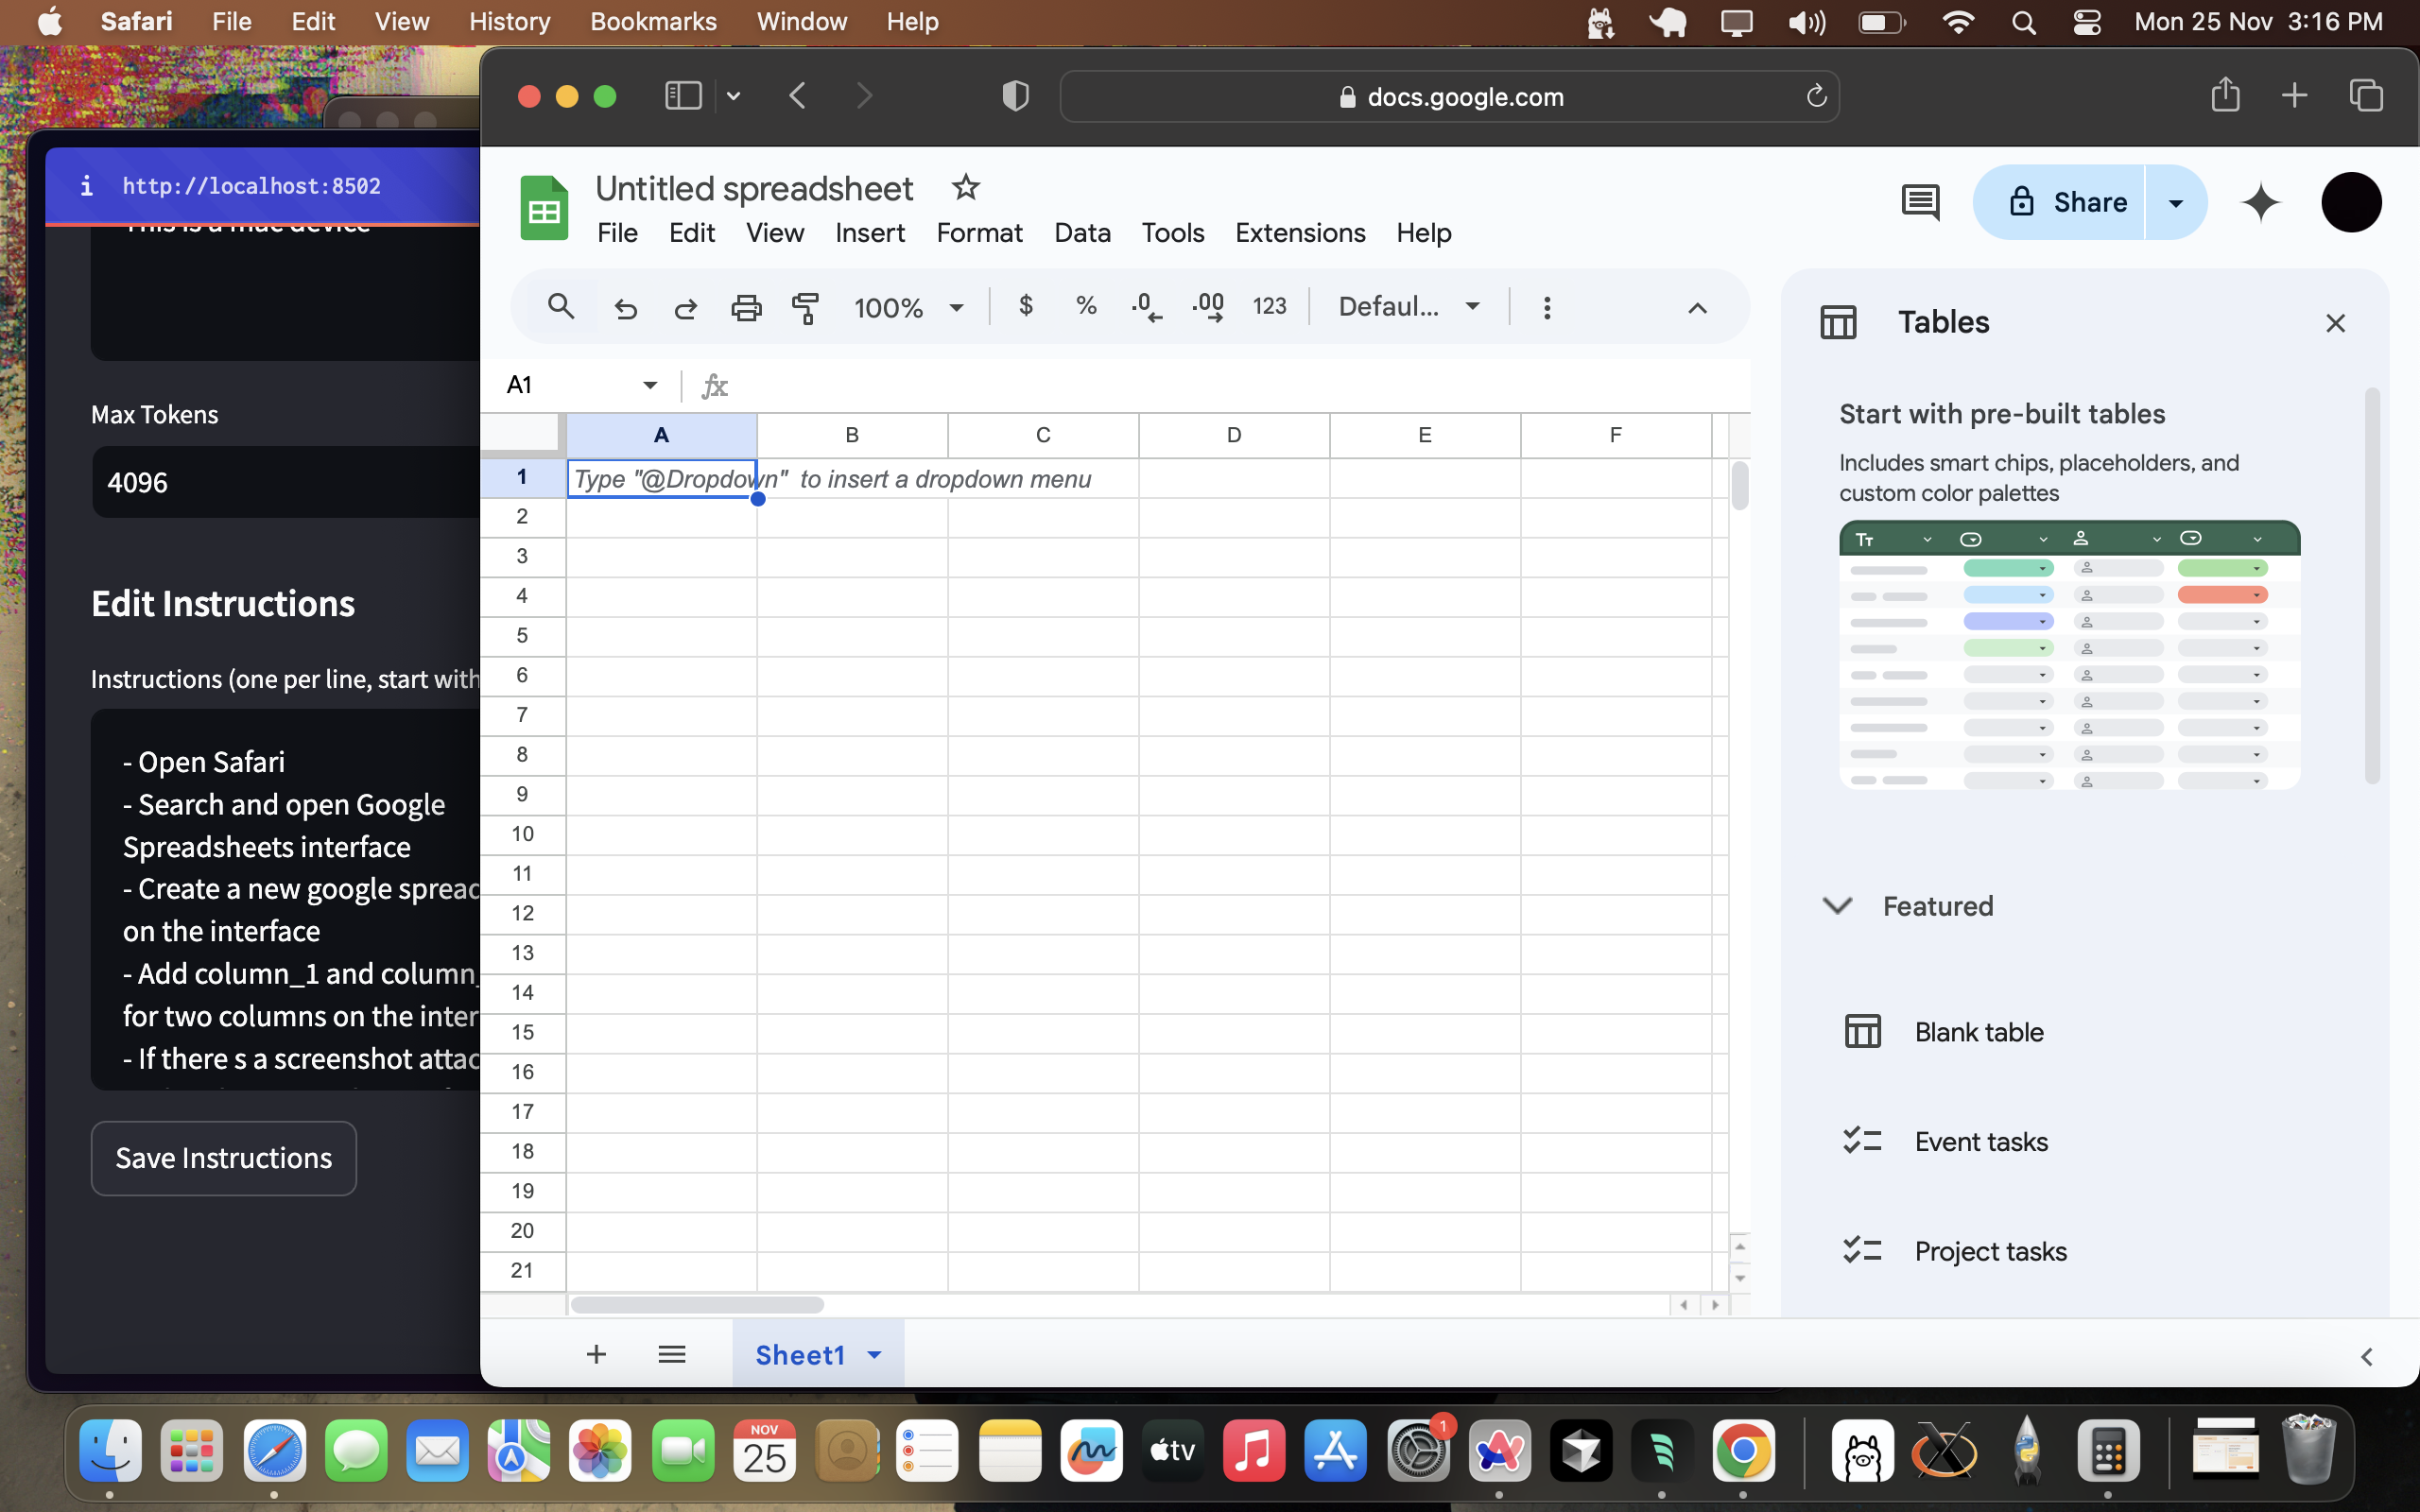 Safari File Edit View History Bookmarks Window Help Mon 25 Nov 3:16 PM
docs.google.com
http://localhost:8502
Max Tokens
4096
Edit Instructions
Instructions (one per line, start with
- Open Safari
- Search and open Google
Spreadsheets interface
- Create a new google spread
on the interface
- Add column_1 and column_
for two columns on the inter
- If there s a screenshot attac
Save Instructions
Untitled spreadsheet
File Edit View Insert Format Data Tools Extensions Help
Share
100% $ % .0 .00 123 Defaul...
A1 fx
A B C D E F
1 Type "@Dropdown" to insert a dropdown menu
2
3
4
5
6
7
8
9
10
11
12
13
14
15
16
17
18
19
20
21
Sheet1
Tables
Start with pre-built tables
Includes smart chips, placeholders, and
custom color palettes
Tт
Featured
Blank table
Event tasks
Project tasks
NOV
25
tv
1